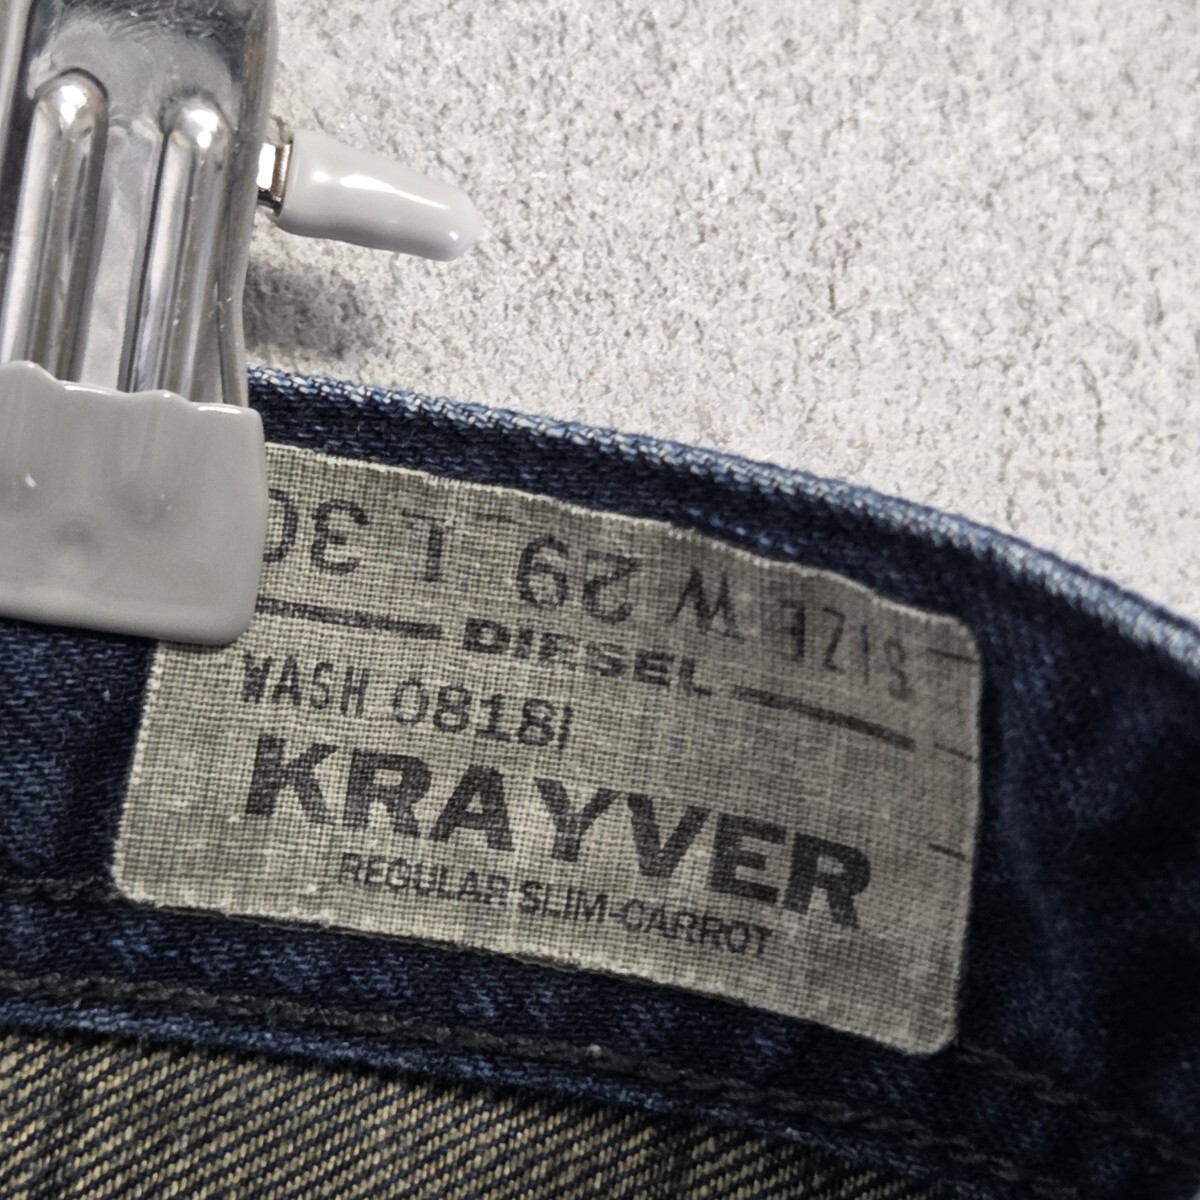 SIZE W 29 L 30
DIESEL
WASH 0818I
KRAYVER
REGULAR SLIM-CARROT